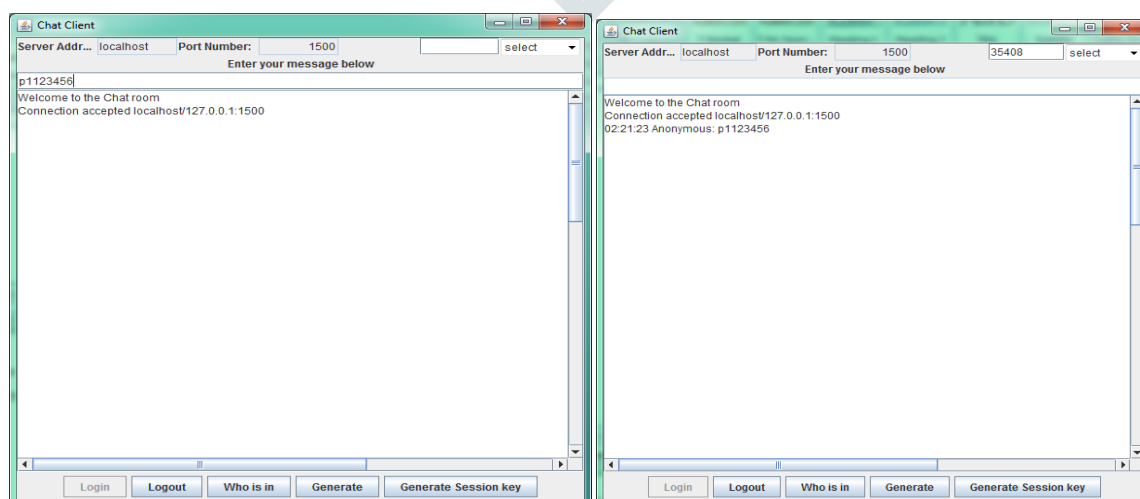 Chat Client
Server Addr... localhost Port Number: 1500 select
Enter your message below
p1123456
Welcome to the Chat room
Connection accepted localhost/127.0.0.1:1500
Login Logout Who is in Generate Generate Session key
Chat Client
Server Addr... localhost Port Number: 1500 35408 select
Enter your message below
Welcome to the Chat room
Connection accepted localhost/127.0.0.1:1500
02:21:23 Anonymous: p1123456
Login Logout Who is in Generate Generate Session key